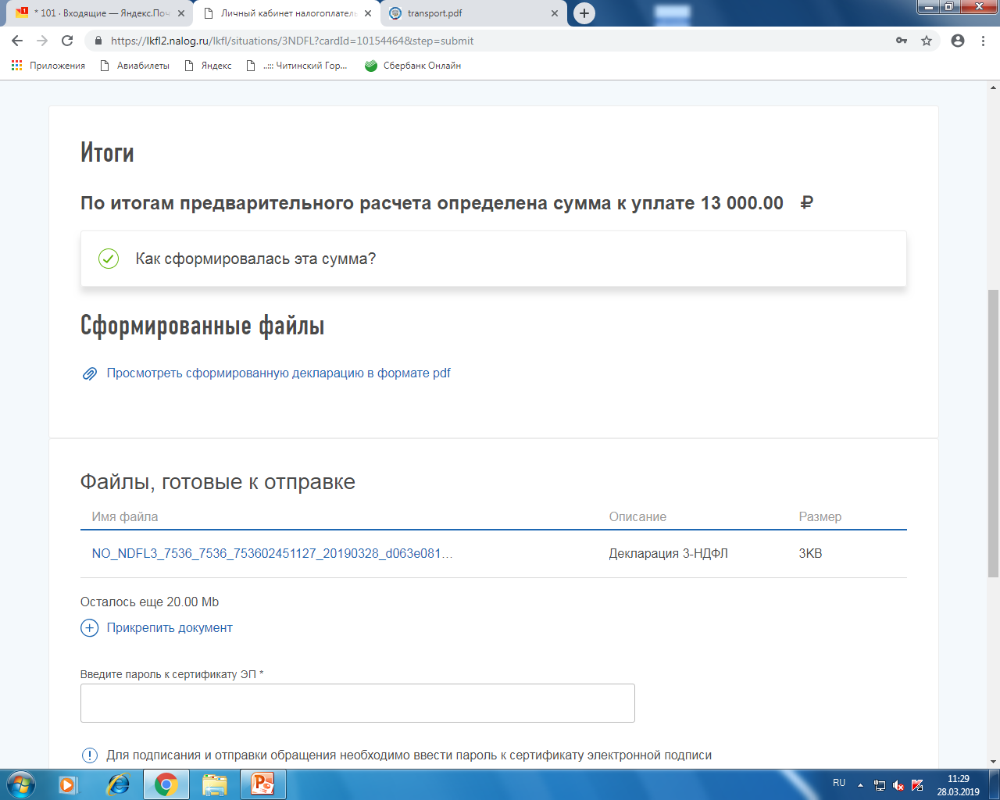 * 101 · Входящие — Яндекс.Поч
Личный кабинет налогоплатель
transport.pdf
https://lkfl2.nalog.ru/lkfl/situations/3NDFL?cardId=10154464&step=submit
Приложения
Авиабилеты
Яндекс
..::: Читинский Гор...
Сбербанк Онлайн
Итоги
По итогам предварительного расчета определена сумма к уплате 13 000.00 ₽
Как сформировалась эта сумма?
Сформированные файлы
Просмотреть сформированную декларацию в формате pdf
Файлы, готовые к отправке
Имя файла Описание Размер
NO_NDFL3_7536_7536_753602451127_20190328_d063e081... Декларация 3-НДФЛ 3KB
Осталось еще 20.00 Mb
Прикрепить документ
Введите пароль к сертификату ЭП *
Для подписания и отправки обращения необходимо ввести пароль к сертификату электронной подписи
RU
11:29
28.03.2019